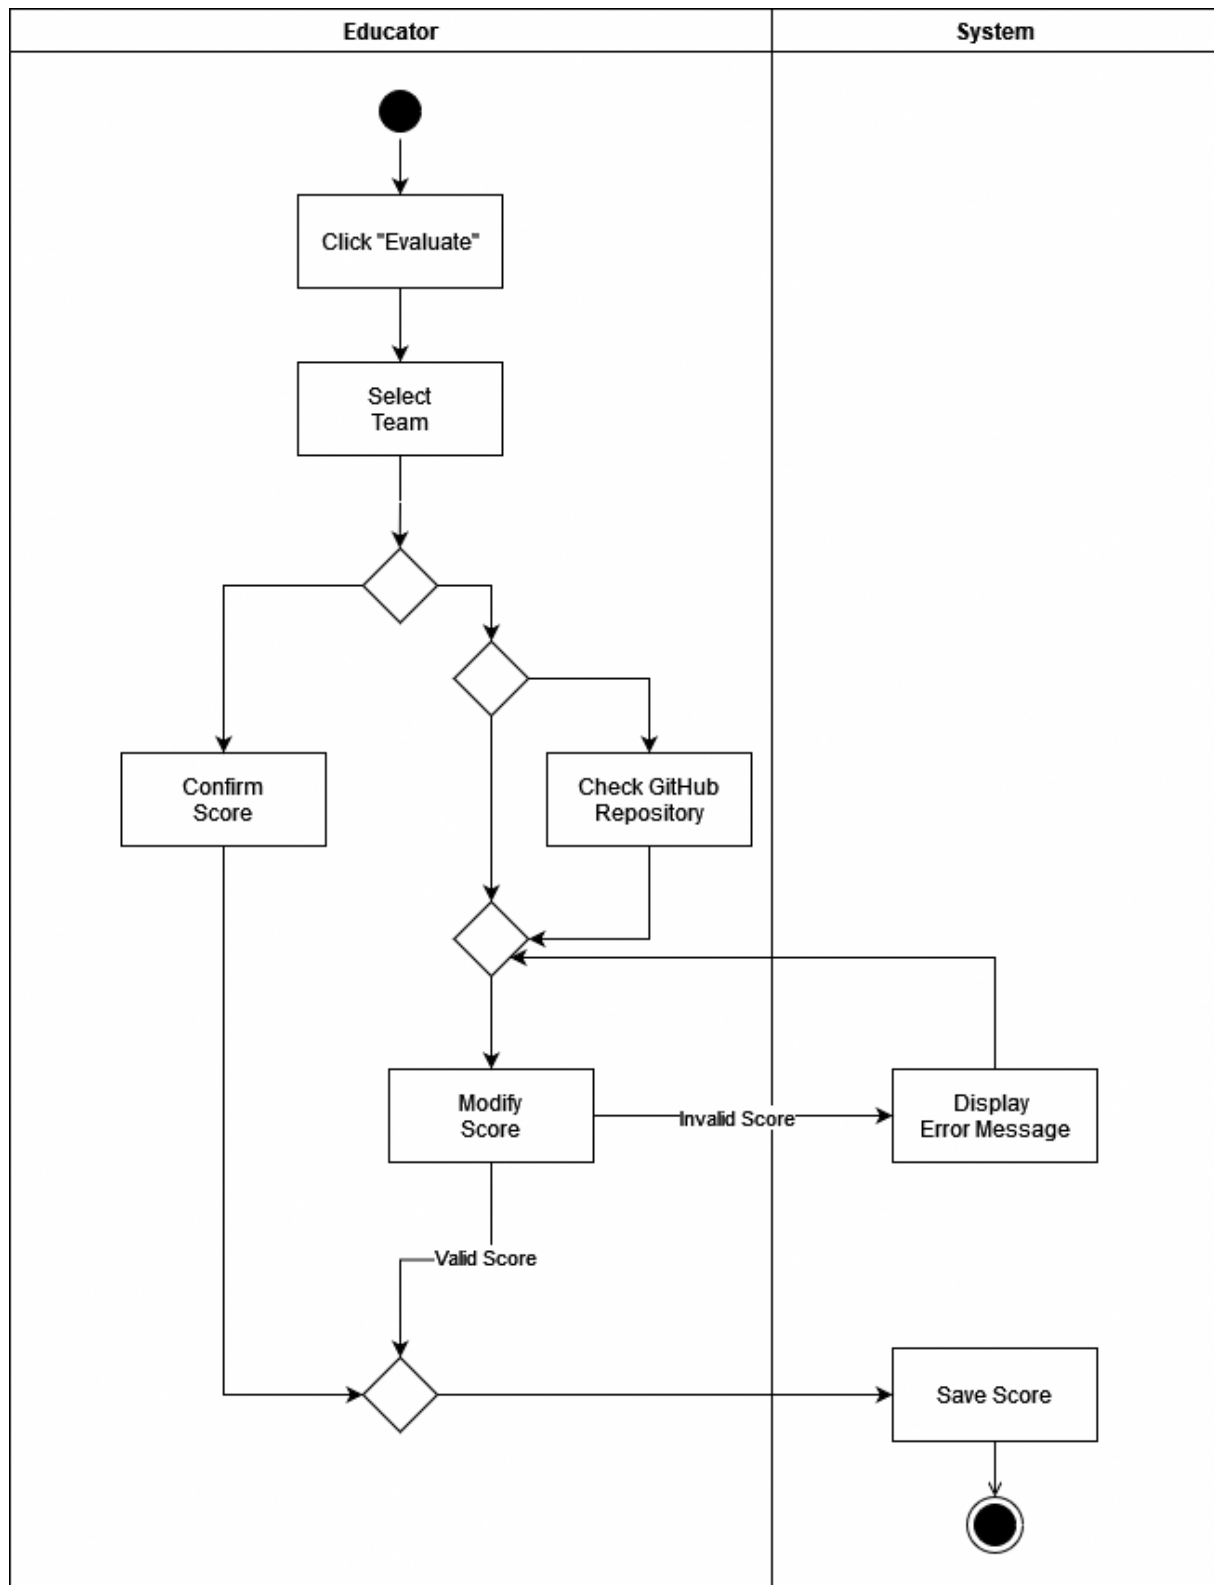 Educator
System
Click "Evaluate"
Select
Team
Confirm
Score
Check GitHub
Repository
Modify
Score
Invalid Score
Display
Error Message
Valid Score
Save Score